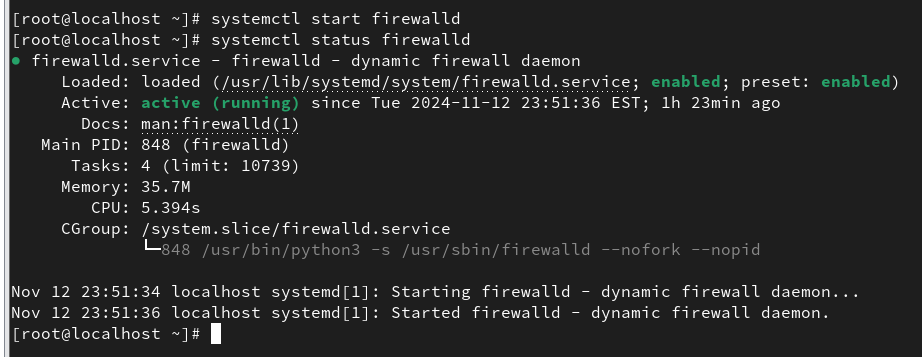 [root@localhost ~]# systemctl start firewalld
[root@localhost ~]# systemctl status firewalld
● firewalld.service - firewalld - dynamic firewall daemon
     Loaded: loaded (/usr/lib/systemd/system/firewalld.service; enabled; preset: enabled)
     Active: active (running) since Tue 2024-11-12 23:51:36 EST; 1h 23min ago
       Docs: man:firewalld(1)
   Main PID: 848 (firewalld)
      Tasks: 4 (limit: 10739)
     Memory: 35.7M
        CPU: 5.394s
     CGroup: /system.slice/firewalld.service
             └─848 /usr/bin/python3 -s /usr/sbin/firewalld --nofork --nopid

Nov 12 23:51:34 localhost systemd[1]: Starting firewalld - dynamic firewall daemon...
Nov 12 23:51:36 localhost systemd[1]: Started firewalld - dynamic firewall daemon.
[root@localhost ~]#